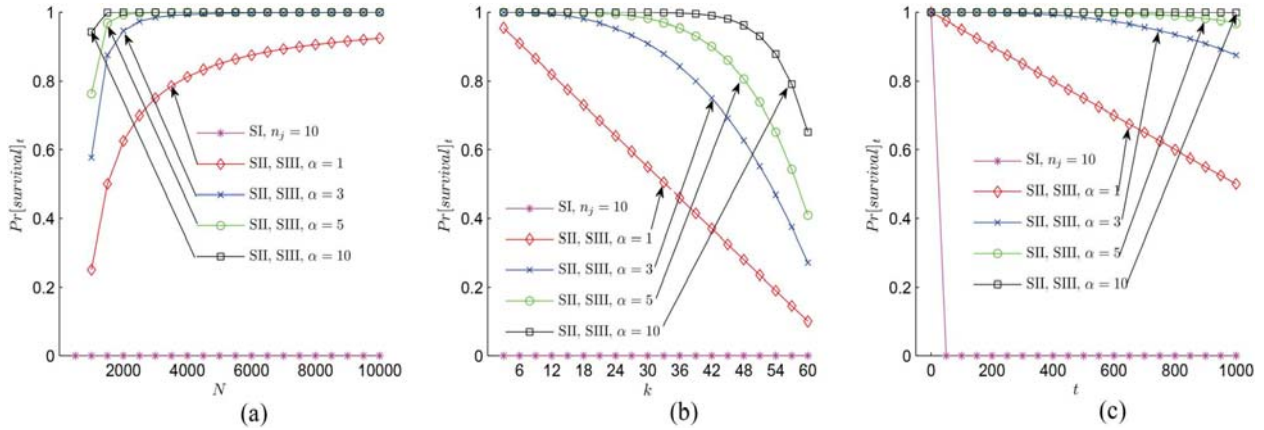 1
0.8
0.6
0.4
0.2
0
Pr[survival]_t
SI, n_j = 10
SII, SIII, α = 1
SII, SIII, α = 3
SII, SIII, α = 5
SII, SIII, α = 10
2000 4000 6000 8000 10000
N
(a)
1
0.8
0.6
0.4
0.2
0
Pr[survival]_t
SI, n_j = 10
SII, SIII, α = 1
SII, SIII, α = 3
SII, SIII, α = 5
SII, SIII, α = 10
6 12 18 24 30 36 42 48 54 60
k
(b)
1
0.8
0.6
0.4
0.2
0
Pr[survival]_t
SI, n_j = 10
SII, SIII, α = 1
SII, SIII, α = 3
SII, SIII, α = 5
SII, SIII, α = 10
0 200 400 600 800 1000
t
(c)